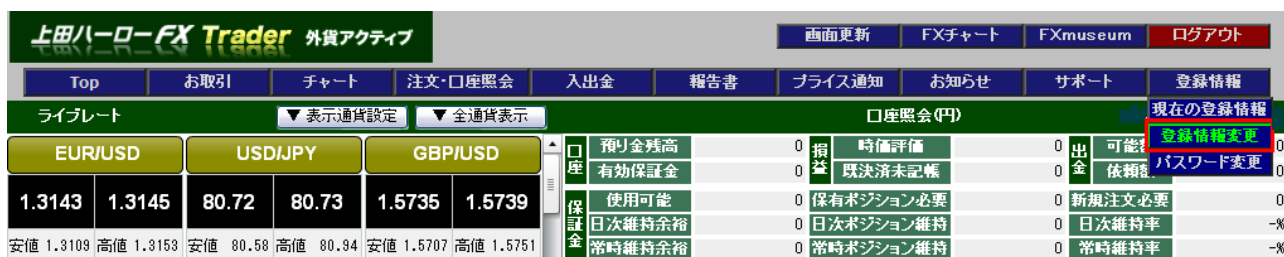 上田ハーローFX Trader 外貨アクティブ
画面更新 FXチャート FXmuseum ログアウト
Top お取引 チャート 注文・口座照会 入出金 報告書 プライス通知 お知らせ サポート 登録情報
ライブレート ▼ 表示通貨設定 ▼ 全通貨表示 口座照会(円)
現在の登録情報
登録情報変更
パスワード変更
EUR/USD USD/JPY GBP/USD
1.3143 1.3145 80.72 80.73 1.5735 1.5739
安値 1.3109 高値 1.3153 安値 80.58 高値 80.94 安値 1.5707 高値 1.5751
口座 預り金残高 0 損益 時価評価 0 出金 可能 0
有効保証金 0 既決済未記帳 0 依頼 0
保証金 使用可能 0 保有ポジション必要 0 新規注文必要 0
日次維持余裕 0 日次ポジション維持 0 日次維持率 -%
常時維持余裕 0 常時ポジション維持 0 常時維持率 -%